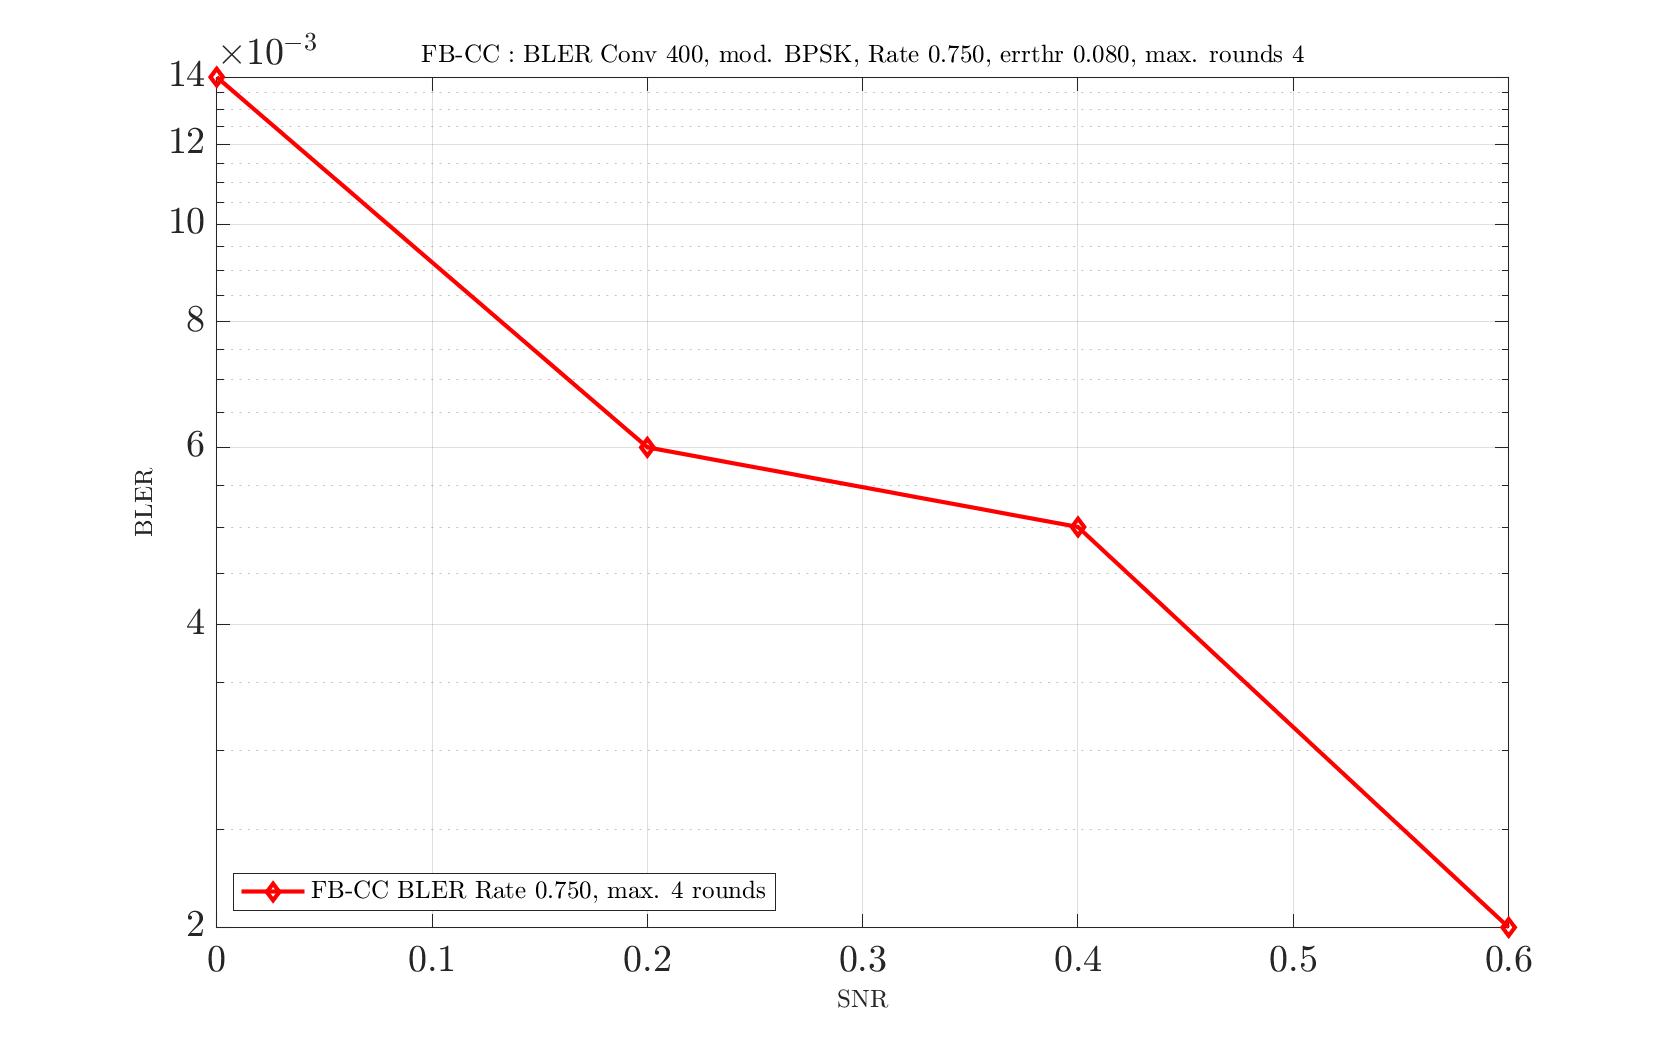 ×10⁻³
FB-CC : BLER Conv 400, mod. BPSK, Rate 0.750, errthr 0.080, max. rounds 4
14
12
10
8
6
4
2
BLER
FB-CC BLER Rate 0.750, max. 4 rounds
0 0.1 0.2 0.3 0.4 0.5 0.6
SNR